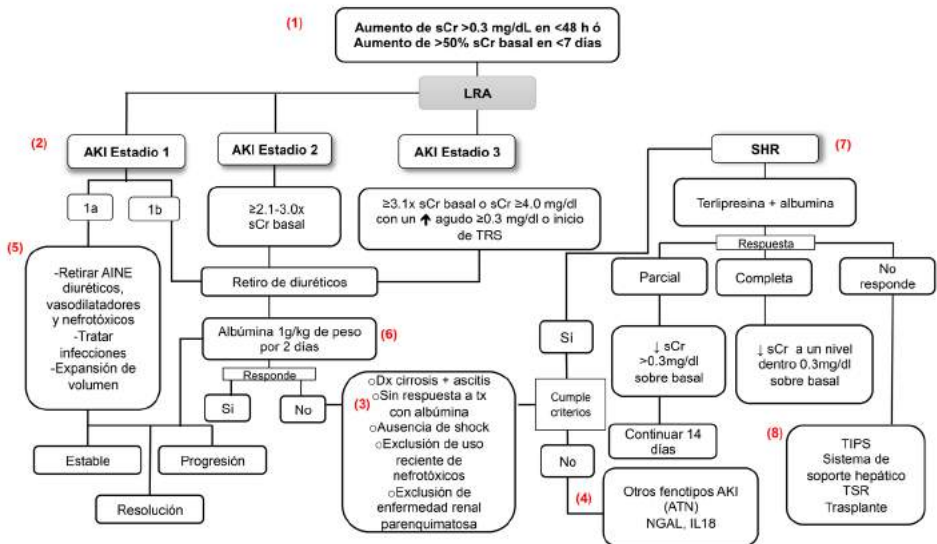 (1)
Aumento de sCr >0.3 mg/dL en <48 h ó
Aumento de >50% sCr basal en <7 días
LRA
(2)
AKI Estadio 1
AKI Estadio 2
AKI Estadio 3
SHR
(7)
1a
1b
≥2.1-3.0x
sCr basal
≥3.1x sCr basal o sCr ≥4.0 mg/dl
con un ↑ agudo ≥0.3 mg/dl o inicio
de TRS
Terlipresina + albumina
Respuesta
Parcial
Completa
No
responde
(5)
-Retirar AINE
diuréticos,
vasodilatadores
y nefrotóxicos
-Tratar
infecciones
-Expansión de
volumen
Retiro de diuréticos
Albúmina 1g/kg de peso
por 2 días
(6)
Responde
Si
No
Estable
Progresión
Resolución
(3)
○Dx cirrosis + ascitis
○Sin respuesta a tx
con albúmina
○Ausencia de shock
○Exclusión de uso
reciente de
nefrotóxicos
○Exclusión de
enfermedad renal
parenquimatosa
Sí
Cumple
criterios
No
↓ sCr
>0.3mg/dl
sobre basal
↓ sCr a un nivel
dentro 0.3mg/dl
sobre basal
Continuar 14
días
(4)
Otros fenotipos AKI
(ATN)
NGAL, IL18
(8)
TIPS
Sistema de
soporte hepático
TSR
Trasplante